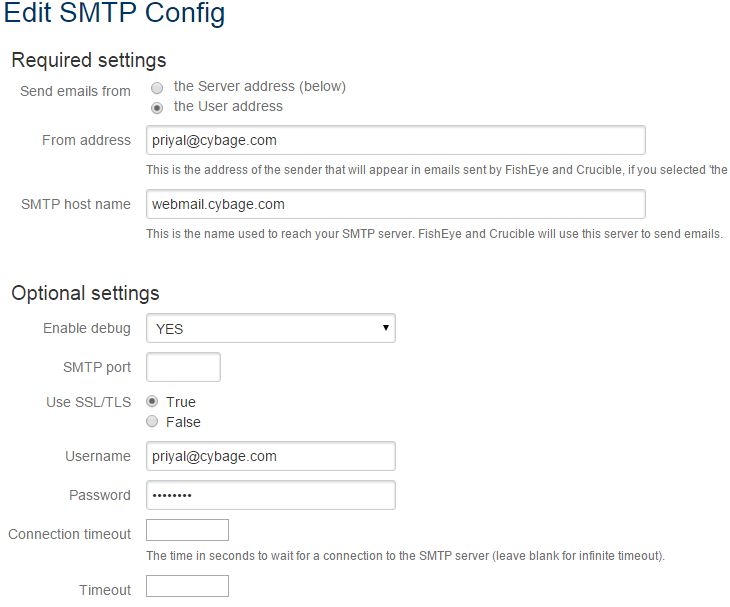 Edit SMTP Config
Required settings
Send emails from
the Server address (below)
the User address
From address
priyal@cybage.com
This is the address of the sender that will appear in emails sent by FishEye and Crucible, if you selected 'the
SMTP host name
webmail.cybage.com
This is the name used to reach your SMTP server. FishEye and Crucible will use this server to send emails.
Optional settings
Enable debug
YES
SMTP port
Use SSL/TLS
True
False
Username
priyal@cybage.com
Password
••••••••
Connection timeout
The time in seconds to wait for a connection to the SMTP server (leave blank for infinite timeout).
Timeout